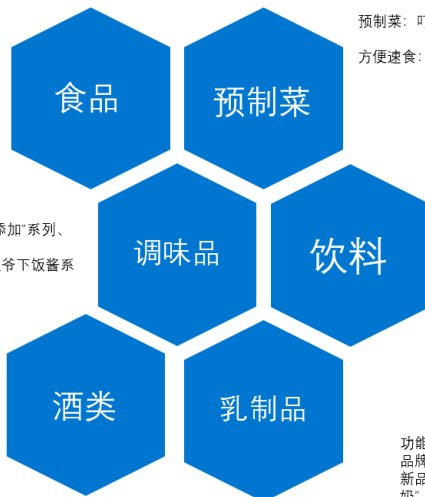 预制菜：
食品
预制菜
方便速食：
添加“系列、
调味品
饮料
爷下饭酱系
酒类
乳制品
功能
品牌
新品
奶”